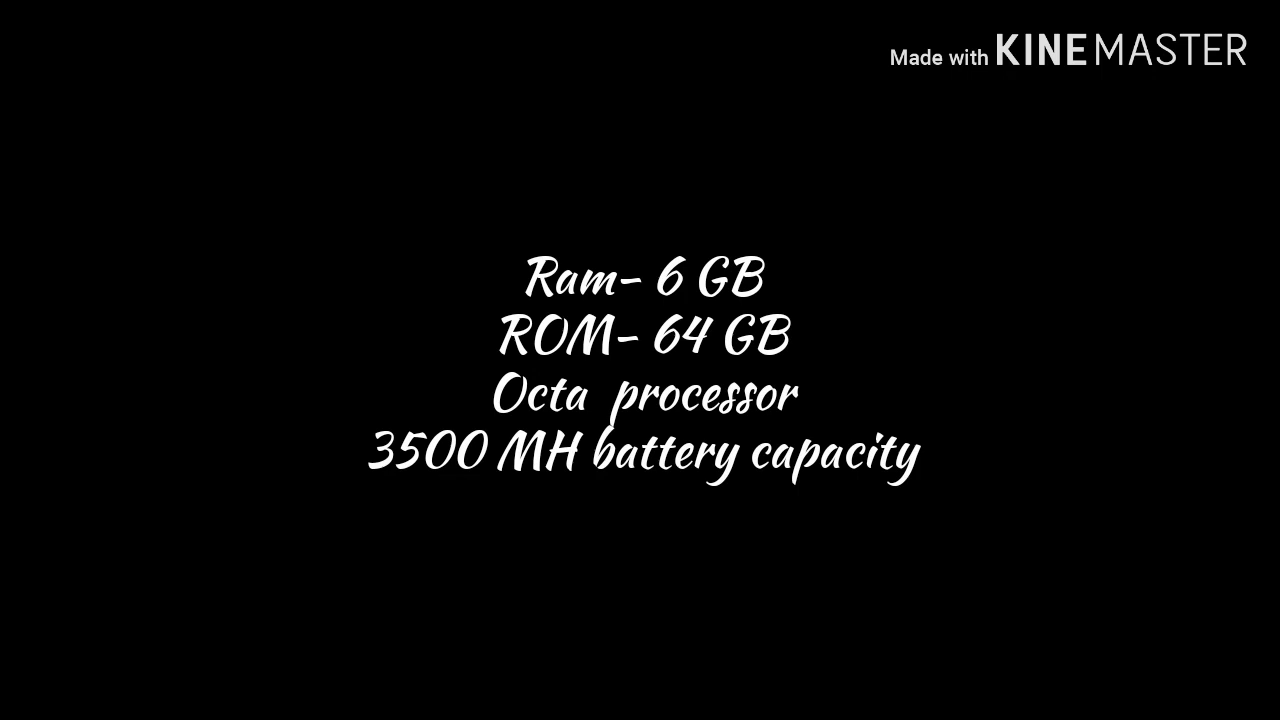 Made with KINEMASTER
Ram- 6 GB
ROM- 64 GB
Octa processor
3500 MH battery capacity